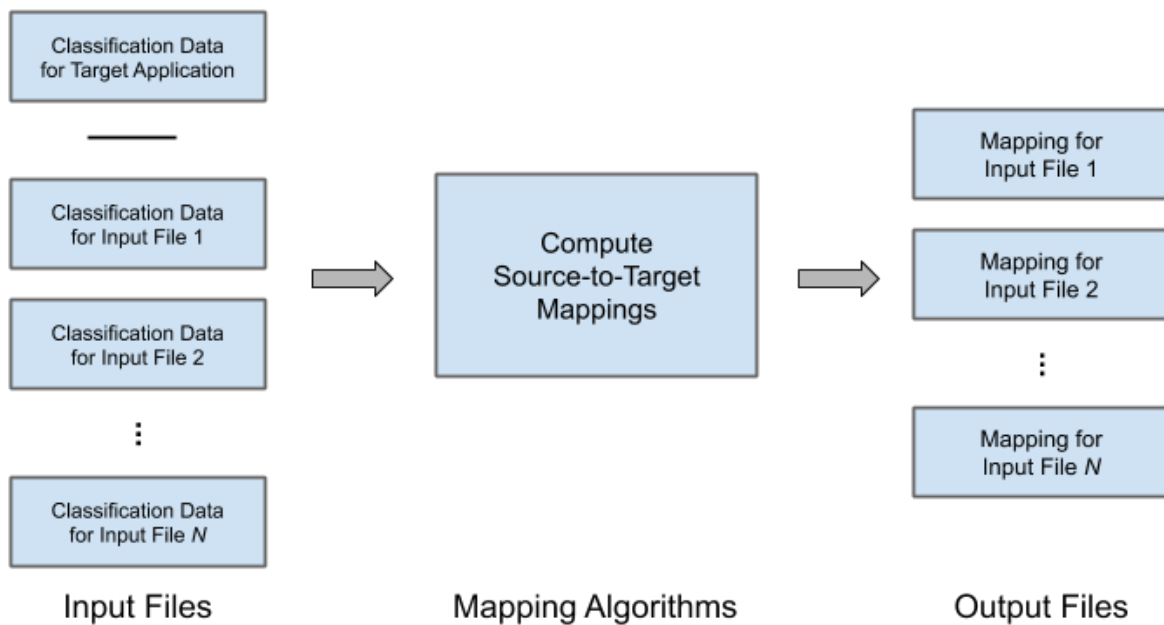 Classification Data
for Target Application
Classification Data
for Input File 1
Classification Data
for Input File 2
⋮
Classification Data
for Input File N
Input Files
Compute
Source-to-Target
Mappings
Mapping Algorithms
Mapping for
Input File 1
Mapping for
Input File 2
⋮
Mapping for
Input File N
Output Files